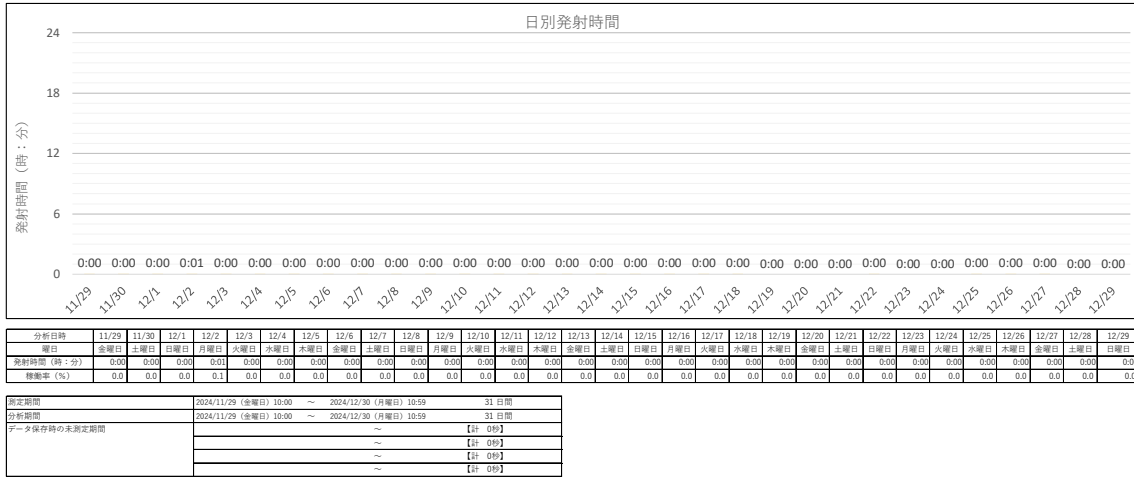 日別発射時間
発射時間（時：分）
24
18
12
6
0
0:00 0:00 0:00 0:01 0:00 0:00 0:00 0:00 0:00 0:00 0:00 0:00 0:00 0:00 0:00 0:00 0:00 0:00 0:00 0:00 0:00 0:00 0:00 0:00 0:00 0:00 0:00 0:00 0:00 0:00 0:00
11/29 11/30 12/1 12/2 12/3 12/4 12/5 12/6 12/7 12/8 12/9 12/10 12/11 12/12 12/13 12/14 12/15 12/16 12/17 12/18 12/19 12/20 12/21 12/22 12/23 12/24 12/25 12/26 12/27 12/28 12/29
分析日時 11/29 11/30 12/1 12/2 12/3 12/4 12/5 12/6 12/7 12/8 12/9 12/10 12/11 12/12 12/13 12/14 12/15 12/16 12/17 12/18 12/19 12/20 12/21 12/22 12/23 12/24 12/25 12/26 12/27 12/28 12/29
曜日 金曜日 土曜日 日曜日 月曜日 火曜日 水曜日 木曜日 金曜日 土曜日 日曜日 月曜日 火曜日 水曜日 木曜日 金曜日 土曜日 日曜日 月曜日 火曜日 水曜日 木曜日 金曜日 土曜日 日曜日 月曜日 火曜日 水曜日 木曜日 金曜日 土曜日 日曜日
発射時間（時：分） 0:00 0:00 0:00 0:01 0:00 0:00 0:00 0:00 0:00 0:00 0:00 0:00 0:00 0:00 0:00 0:00 0:00 0:00 0:00 0:00 0:00 0:00 0:00 0:00 0:00 0:00 0:00 0:00 0:00 0:00 0:00
稼働率（%） 0.0 0.0 0.0 0.1 0.0 0.0 0.0 0.0 0.0 0.0 0.0 0.0 0.0 0.0 0.0 0.0 0.0 0.0 0.0 0.0 0.0 0.0 0.0 0.0 0.0 0.0 0.0 0.0 0.0 0.0 0.0
測定期間 2024/11/29（金曜日）10:00 ～ 2024/12/30（月曜日）10:59 31 日間
分析期間 2024/11/29（金曜日）10:00 ～ 2024/12/30（月曜日）10:59 31 日間
データ保存時の未測定期間 ～ 【計 0秒】
～ 【計 0秒】
～ 【計 0秒】
～ 【計 0秒】